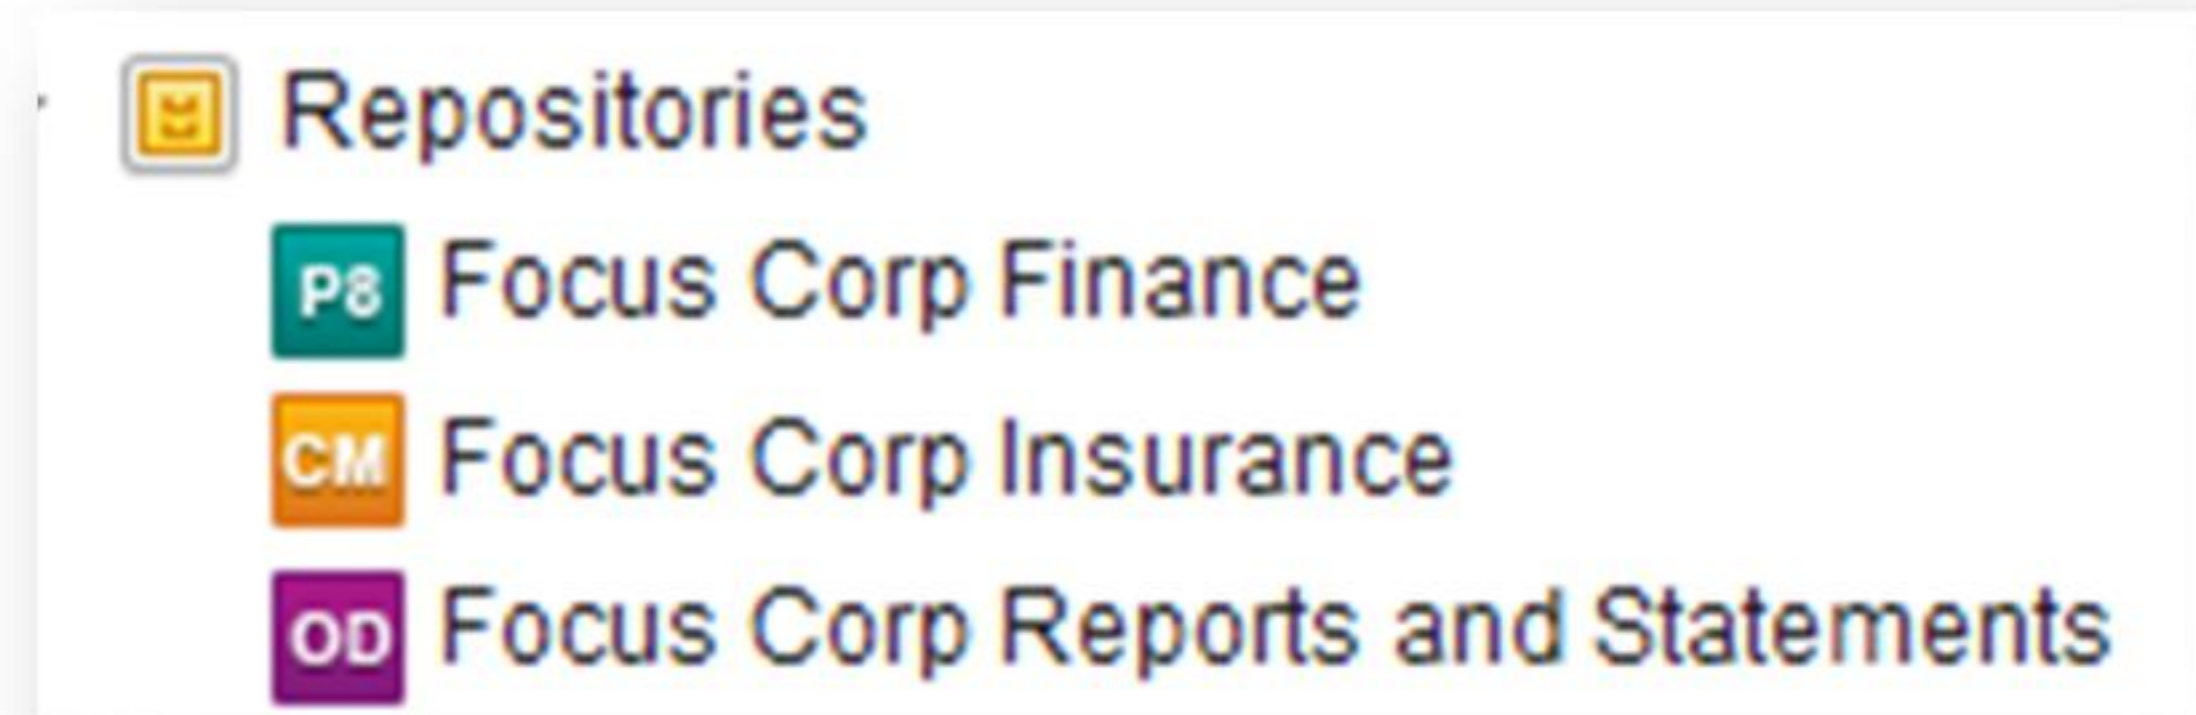 Repositories
P8 Focus Corp Finance
CM Focus Corp Insurance
OD Focus Corp Reports and Statements